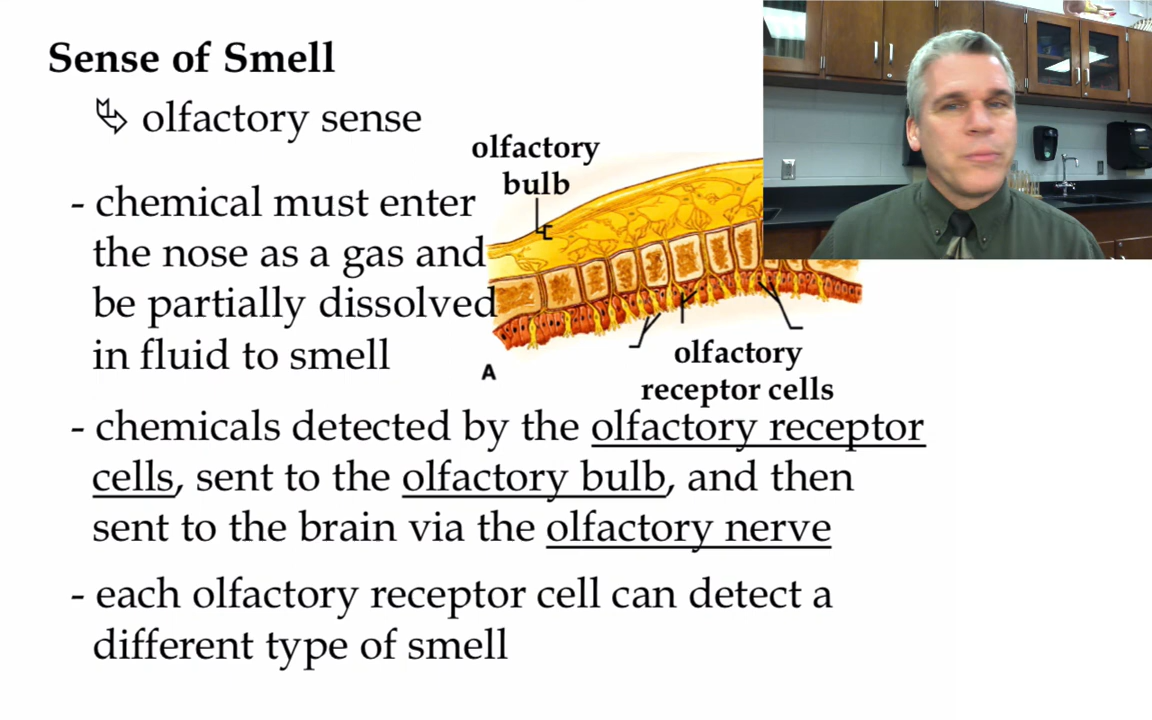 Sense of Smell
olfactory sense
olfactory
bulb
- chemical must enter
the nose as a gas and
be partially dissolved
in fluid to smell
A
olfactory
receptor cells
- chemicals detected by the olfactory receptor
cells, sent to the olfactory bulb, and then
sent to the brain via the olfactory nerve
- each olfactory receptor cell can detect a
different type of smell